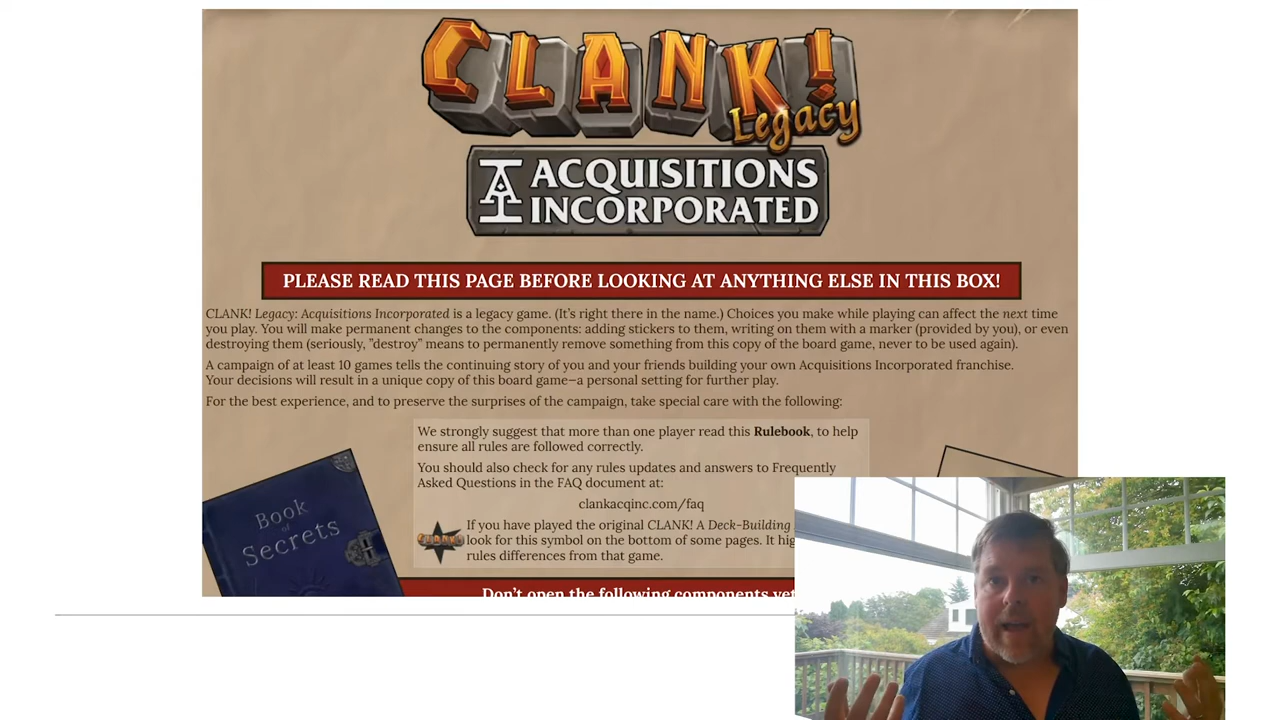 CLANK!
Legacy
AI ACQUISITIONS
INCORPORATED
PLEASE READ THIS PAGE BEFORE LOOKING AT ANYTHING ELSE IN THIS BOX!
CLANK! Legacy: Acquisitions Incorporated is a legacy game. (It's right there in the name.) Choices you make while playing can affect the next time
you play. You will make permanent changes to the components: adding stickers to them, writing on them with a marker (provided by you), or even
destroying them (seriously, "destroy" means to permanently remove something from this copy of the board game, never to be used again).
A campaign of at least 10 games tells the continuing story of you and your friends building your own Acquisitions Incorporated franchise.
Your decisions will result in a unique copy of this board game—a personal setting for further play.
For the best experience, and to preserve the surprises of the campaign, take special care with the following:
We strongly suggest that more than one player read this Rulebook, to help
ensure all rules are followed correctly.
You should also check for any rules updates and answers to Frequently
Asked Questions in the FAQ document at:
clankacqinc.com/faq
If you have played the original CLANK! A Deck-Building
CLANK! look for this symbol on the bottom of some pages. It hig
rules differences from that game.
Book
of
Secrets
Don't open the following components yet